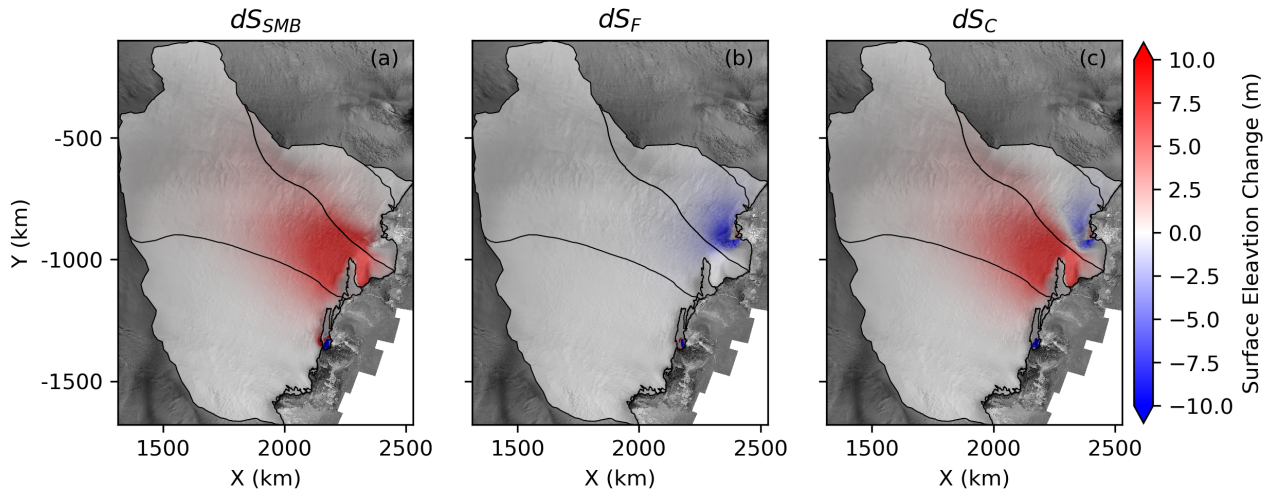 dS_SMB dS_F dS_C
(a) (b) (c)
-500
-1000
-1500
Y (km)
1500 2000 2500 1500 2000 2500 1500 2000 2500
X (km) X (km) X (km)
10.0
7.5
5.0
2.5
0.0
−2.5
−5.0
−7.5
−10.0
Surface Eleavtion Change (m)